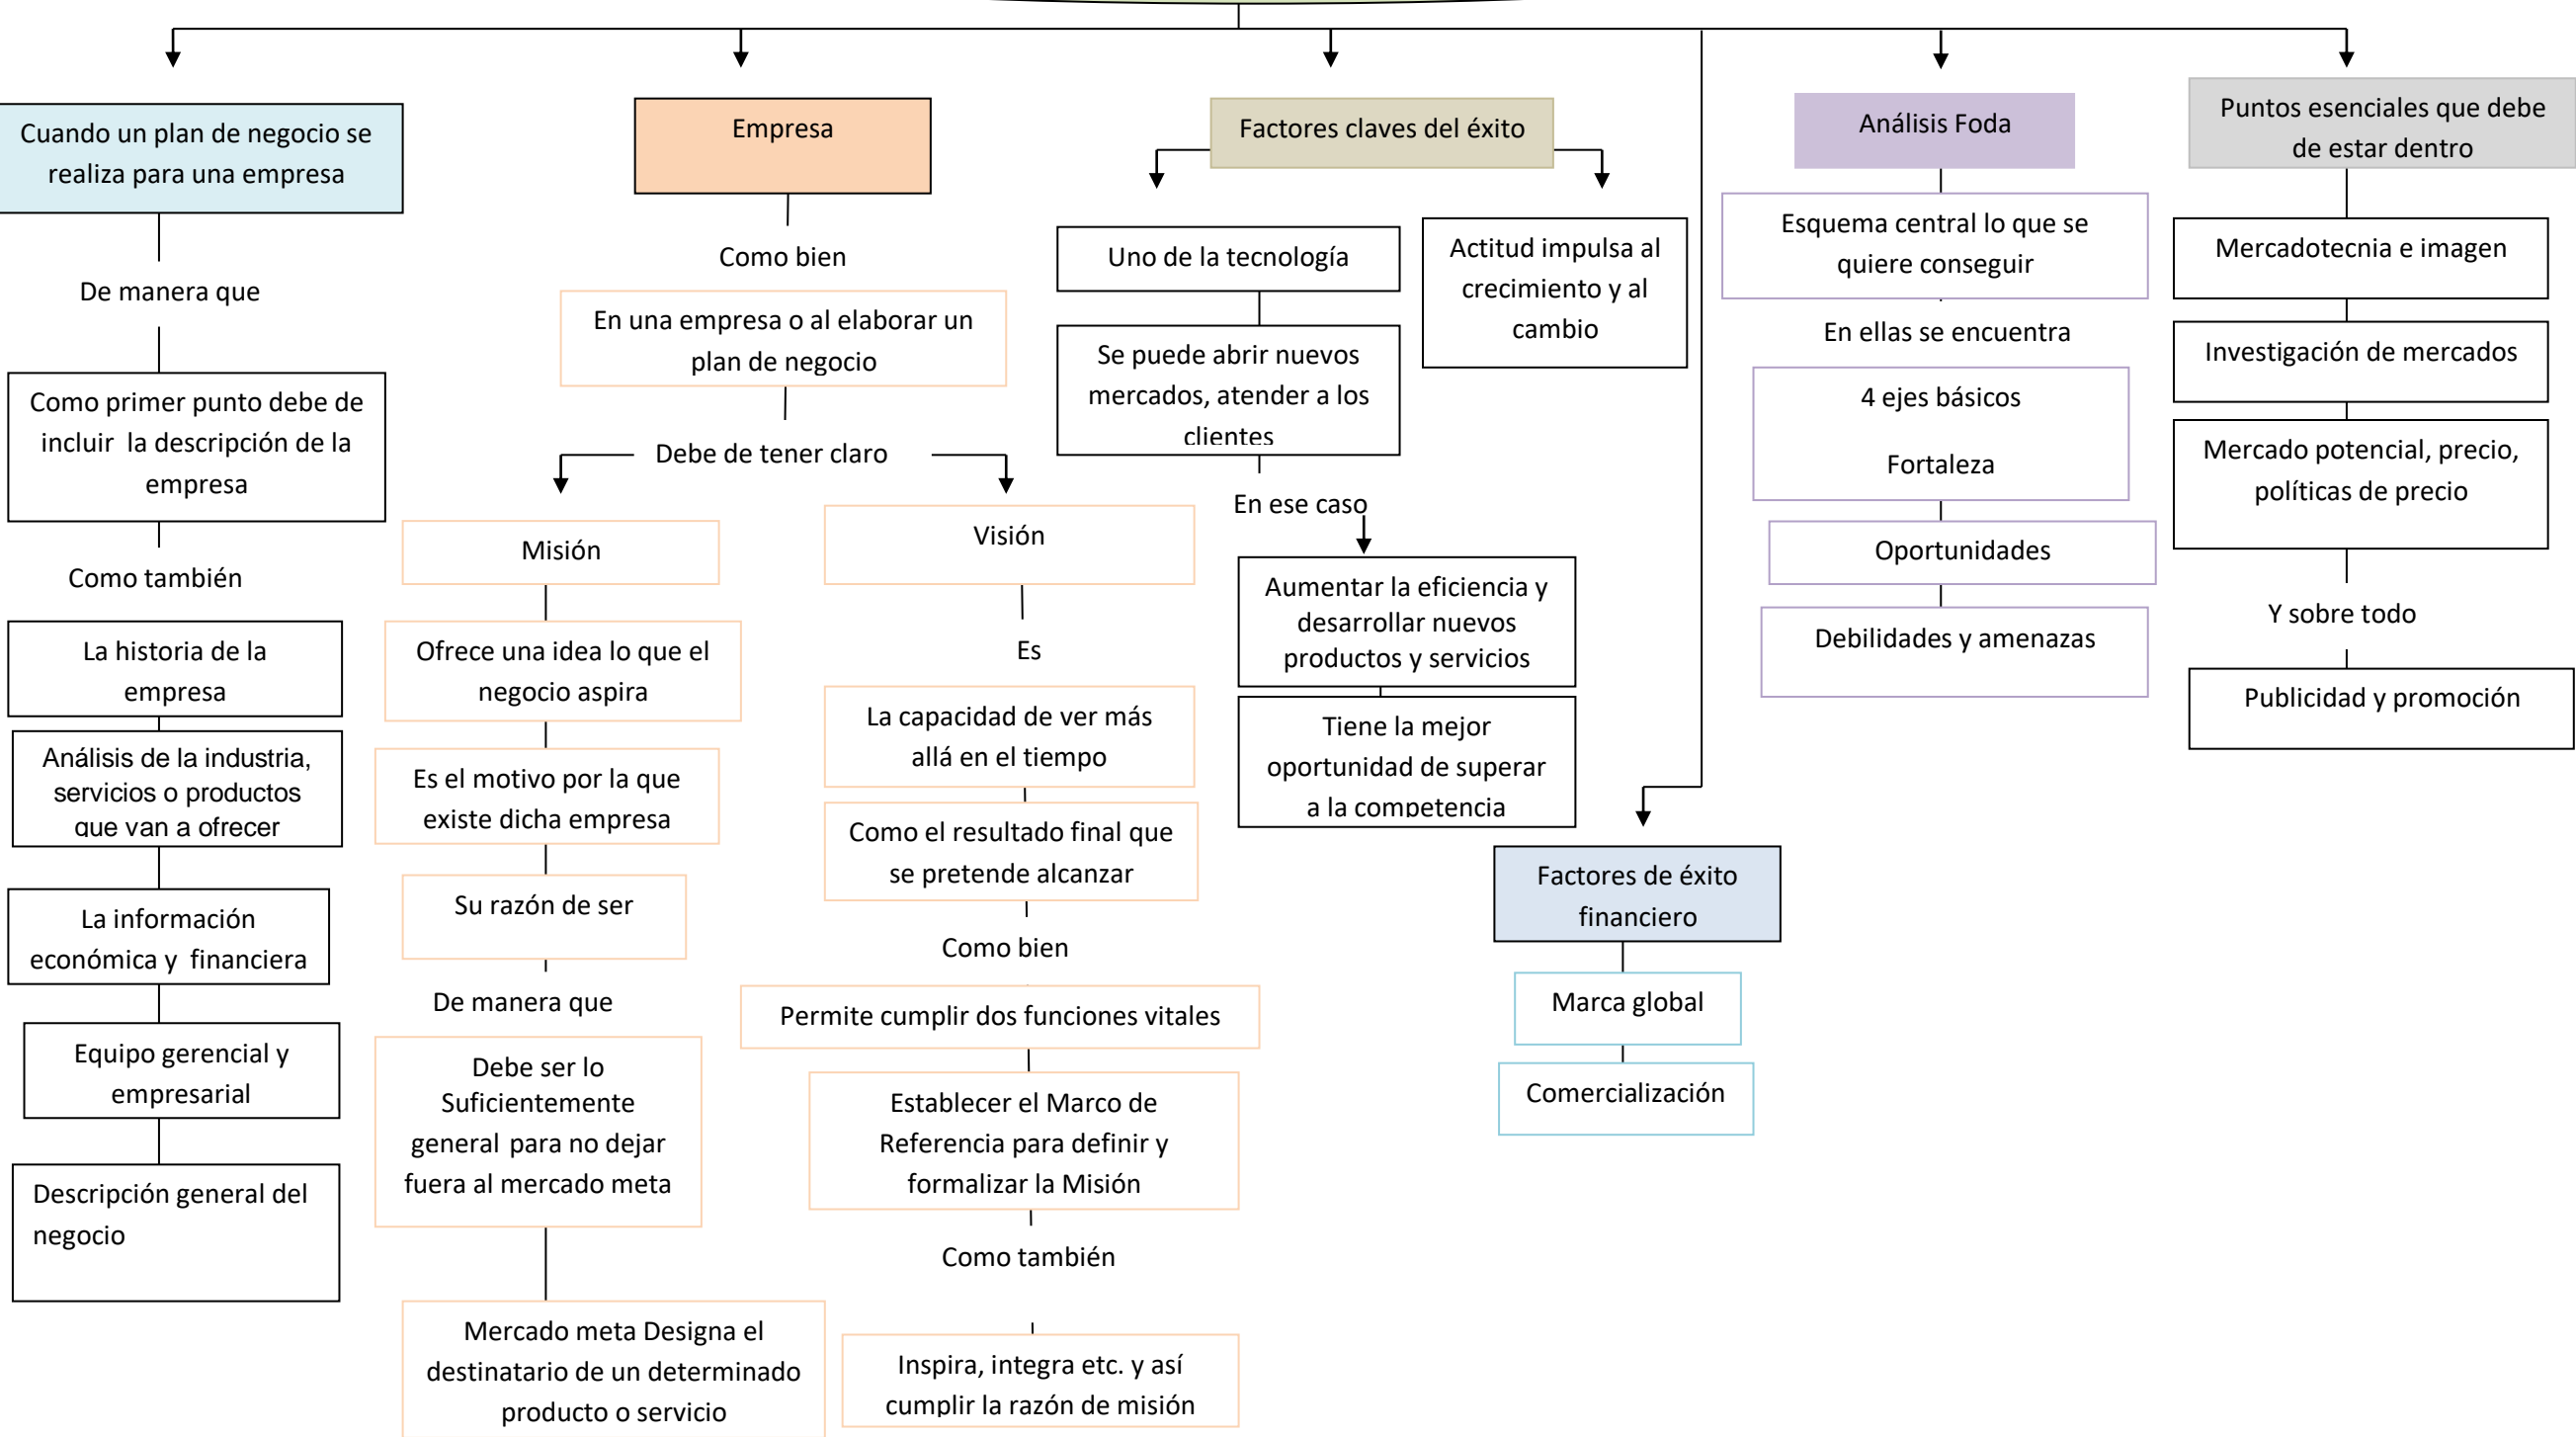 Cuando un plan de negocio se
realiza para una empresa
De manera que
Como primer punto debe de
incluir la descripción de la
empresa
Como también
La historia de la
empresa
Análisis de la industria,
servicios o productos
que van a ofrecer
La información
económica y financiera
Equipo gerencial y
empresarial
Descripción general del
negocio
Empresa
Como bien
En una empresa o al elaborar un
plan de negocio
Debe de tener claro
Misión
Ofrece una idea lo que el
negocio aspira
Es el motivo por la que
existe dicha empresa
Su razón de ser
De manera que
Debe ser lo
Suficientemente
general para no dejar
fuera al mercado meta
Mercado meta Designa el
destinatario de un determinado
producto o servicio
Visión
Es
La capacidad de ver más
allá en el tiempo
Como el resultado final que
se pretende alcanzar
Como bien
Permite cumplir dos funciones vitales
Establecer el Marco de
Referencia para definir y
formalizar la Misión
Como también
Inspira, integra etc. y así
cumplir la razón de misión
Factores claves del éxito
Uno de la tecnología
Se puede abrir nuevos
mercados, atender a los
clientes
En ese caso
Aumentar la eficiencia y
desarrollar nuevos
productos y servicios
Tiene la mejor
oportunidad de superar
a la competencia
Actitud impulsa al
crecimiento y al
cambio
Factores de éxito
financiero
Marca global
Comercialización
Análisis Foda
Esquema central lo que se
quiere conseguir
En ellas se encuentra
4 ejes básicos
Fortaleza
Oportunidades
Debilidades y amenazas
Puntos esenciales que debe
de estar dentro
Mercadotecnia e imagen
Investigación de mercados
Mercado potencial, precio,
políticas de precio
Y sobre todo
Publicidad y promoción